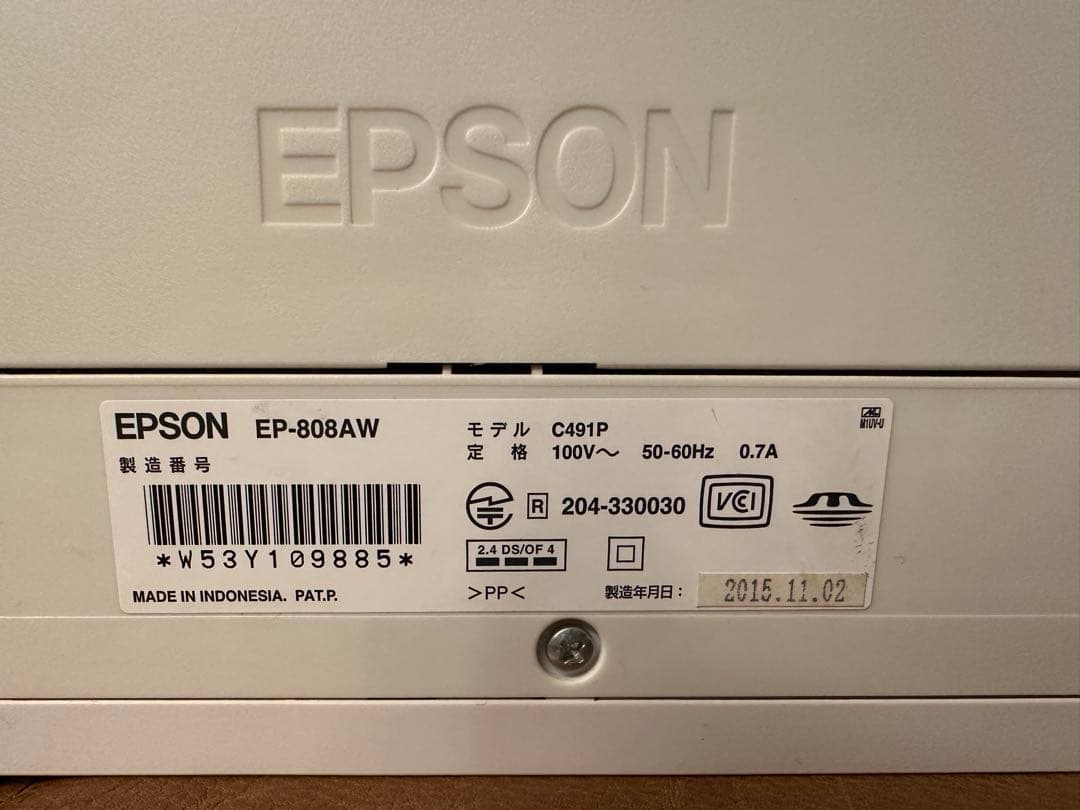 EPSON
EPSON EP-808AW
製造番号
*W53Y109885*
MADE IN INDONESIA. PAT.P.
モデル C491P
定格 100V～ 50-60Hz 0.7A
R 204-330030 VCI
2.4 DS/OF 4
>PP<
製造年月日： 2015.11.02
M1UV-U